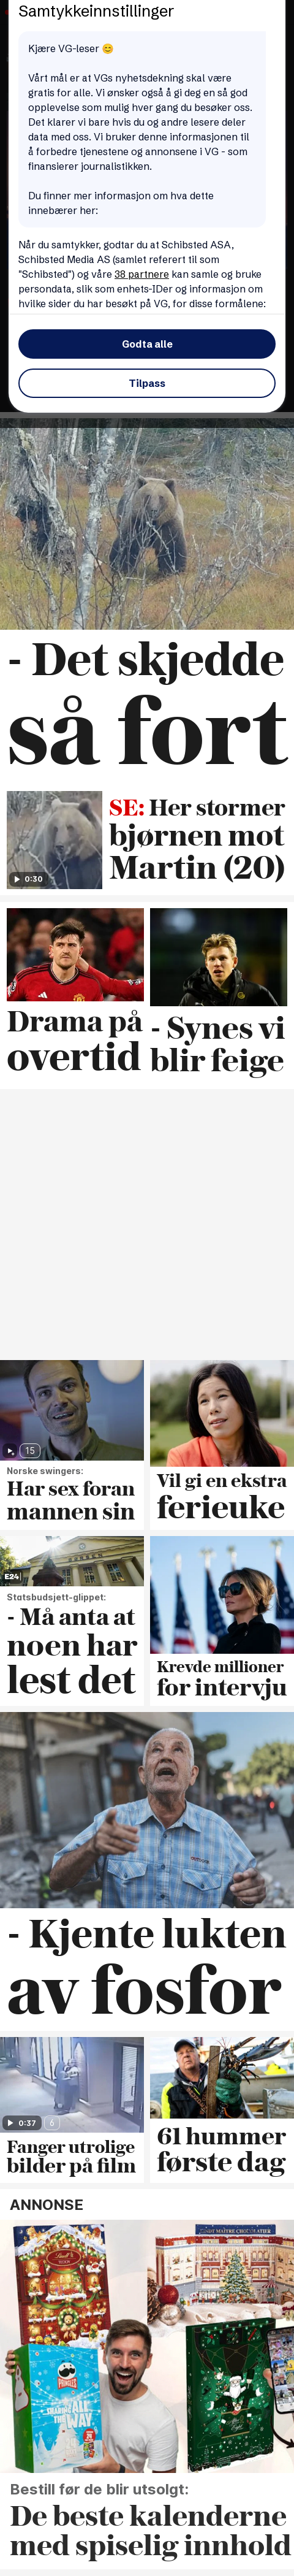 Samtykkeinnstillinger
Kjære VG-leser 😊
Vårt mål er at VGs nyhetsdekning skal være
gratis for alle. Vi ønsker også å gi deg en så god
opplevelse som mulig hver gang du besøker oss.
Det klarer vi bare hvis du og andre lesere deler
data med oss. Vi bruker denne informasjonen til
å forbedre tjenestene og annonsene i VG - som
finansierer journalistikken.
Du finner mer informasjon om hva dette
innebærer her:
Når du samtykker, godtar du at Schibsted ASA,
Schibsted Media AS (samlet referert til som
"Schibsted") og våre 38 partnere kan samle og bruke
persondata, slik som enhets-IDer og informasjon om
hvilke sider du har besøkt på VG, for disse formålene:
Godta alle
Tilpass
- Det skjedde
så fort
0:30
SE: Her stormer
bjørnen mot
Martin (20)
Drama på
overtid
- Synes vi
blir feige
15
Norske swingers:
Har sex foran
mannen sin
Vil gi en ekstra
ferieuke
E24
Statsbudsjett-glippet:
- Må anta at
noen har
lest det
Krevde millioner
for intervju
- Kjente lukten
av fosfor
0:37
6
Fanger utrolige
bilder på film
61 hummer
første dag
ANNONSE
Lindt
PRINGLES
ALL
THE
WAY
Bestill før de blir utsolgt:
De beste kalenderne
med spiselig innhold